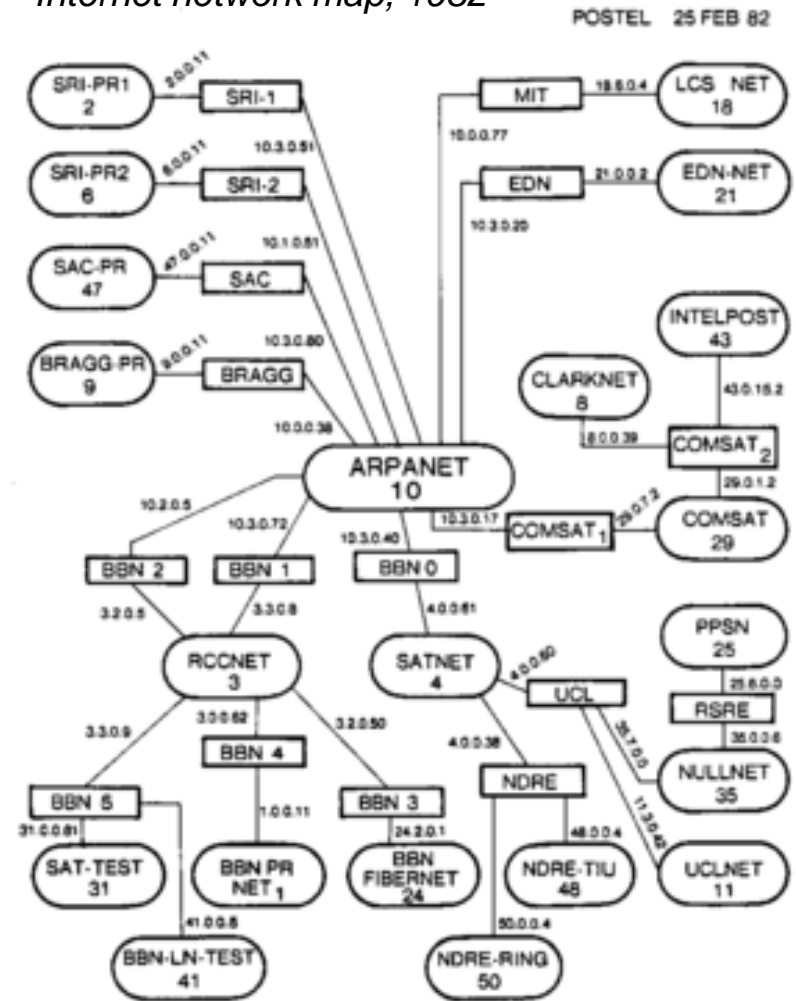 Internet network map, 1982
POSTEL 25 FEB 82
SRI-PR1
2
2.0.0.11
SRI-1
10.3.0.51
MIT
10.0.0.77
18.8.0.4
LCS NET
18
SRI-PR2
6
6.0.0.11
SRI-2
10.1.0.51
EDN
10.3.0.20
21.0.0.2
EDN-NET
21
SAC-PR
47
47.0.0.11
SAC
10.3.0.80
INTELPOST
43
43.0.16.2
BRAGG-PR
9
9.0.0.11
BRAGG
10.0.0.38
CLARKNET
8
8.0.0.39
COMSAT 2
29.0.1.2
ARPANET
10
10.3.0.17
COMSAT 1
29.0.7.2
COMSAT
29
10.2.0.5
BBN 2
3.2.0.5
10.3.0.72
BBN 1
3.3.0.8
10.3.0.40
BBN 0
4.0.0.61
RCCNET
3
SATNET
4
4.0.0.60
UCL
PPSN
25
25.6.0.0
RSRE
35.0.0.6
35.7.0.0
NULLNET
35
11.3.0.42
UCLNET
11
3.3.0.9
3.0.0.62
3.2.0.50
4.0.0.38
BBN 4
1.0.0.11
BBN 5
31.0.0.81
BBN 3
24.2.0.1
NDRE
48.0.0.4
SAT-TEST
31
BBN PR
NET 1
BBN
FIBERNET
24
NDRE-TIU
48
50.0.0.4
BBN-LN-TEST
41
NDRE-RING
50